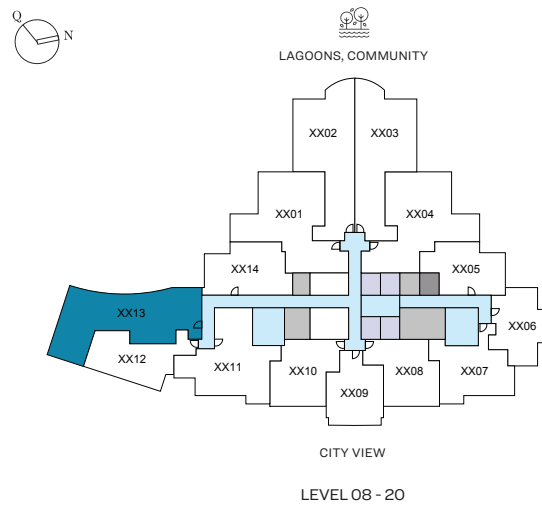 Q
N
LAGOONS, COMMUNITY
XX02 XX03
XX01 XX04
XX14 XX05
XX13
XX06
XX12
XX11 XX10 XX08 XX07
XX09
CITY VIEW
LEVEL 08 - 20